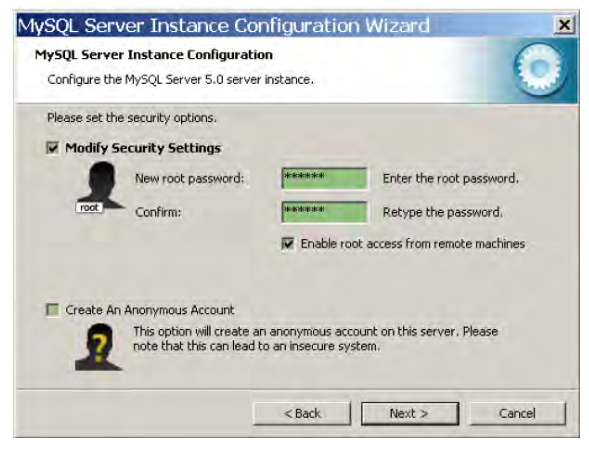 MySQL Server Instance Configuration Wizard
MySQL Server Instance Configuration
Configure the MySQL Server 5.0 server instance.
Please set the security options.
Modify Security Settings
New root password: ****** Enter the root password.
root
Confirm: ****** Retype the password.
Enable root access from remote machines
Create An Anonymous Account
?
This option will create an anonymous account on this server. Please
note that this can lead to an insecure system.
< Back Next > Cancel